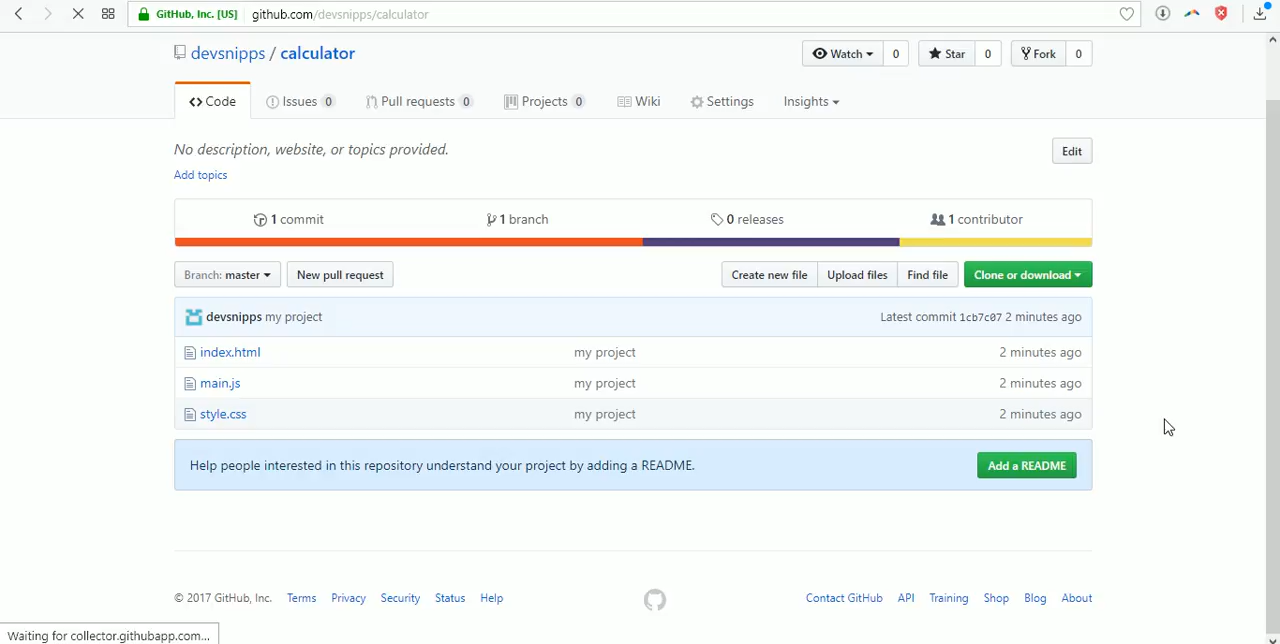 GitHub, Inc. [US] github.com/devsnipps/calculator
devsnipps / calculator Watch 0 Star 0 Fork 0
Code Issues 0 Pull requests 0 Projects 0 Wiki Settings Insights
No description, website, or topics provided. Edit
Add topics
1 commit 1 branch 0 releases 1 contributor
Branch: master New pull request Create new file Upload files Find file Clone or download
devsnipps my project Latest commit 1cb7c07 2 minutes ago
index.html my project 2 minutes ago
main.js my project 2 minutes ago
style.css my project 2 minutes ago
Help people interested in this repository understand your project by adding a README. Add a README
© 2017 GitHub, Inc. Terms Privacy Security Status Help Contact GitHub API Training Shop Blog About
Waiting for collector.githubapp.com...